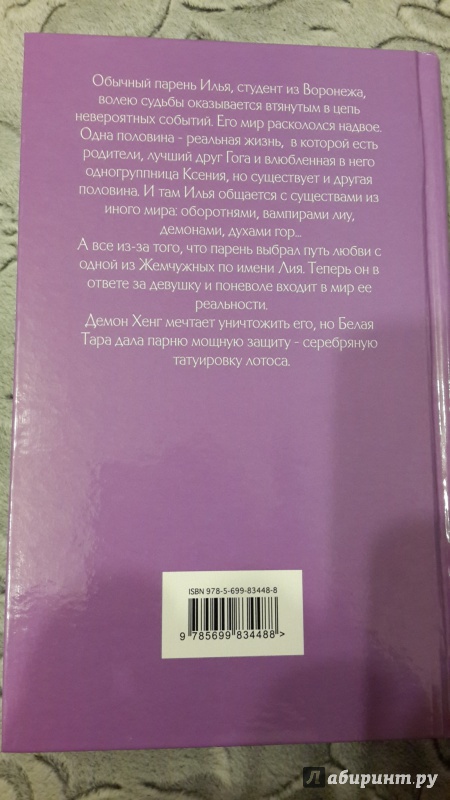 Обычный парень Илья, студент из Воронежа,
волею судьбы оказывается втянутым в цепь
невероятных событий. Его мир раскололся надвое.
Одна половина - реальная жизнь, в которой есть
родители, лучший друг Гога и влюбленная в него
одногруппница Ксения, но существует и другая
половина. И там Илья общается с существами из
иного мира: оборотнями, вампирами лиу,
демонами, духами гор...
А все из-за того, что парень выбрал путь любви с
одной из Жемчужных по имени Лия. Теперь он в
ответе за девушку и поневоле входит в мир ее
реальности.
Демон Хенг мечтает уничтожить его, но Белая
Тара дала парню мощную защиту - серебряную
татуировку лотоса.
ISBN 978-5-699-83448-8
9 785699 834488 >
Лабиринт.ру